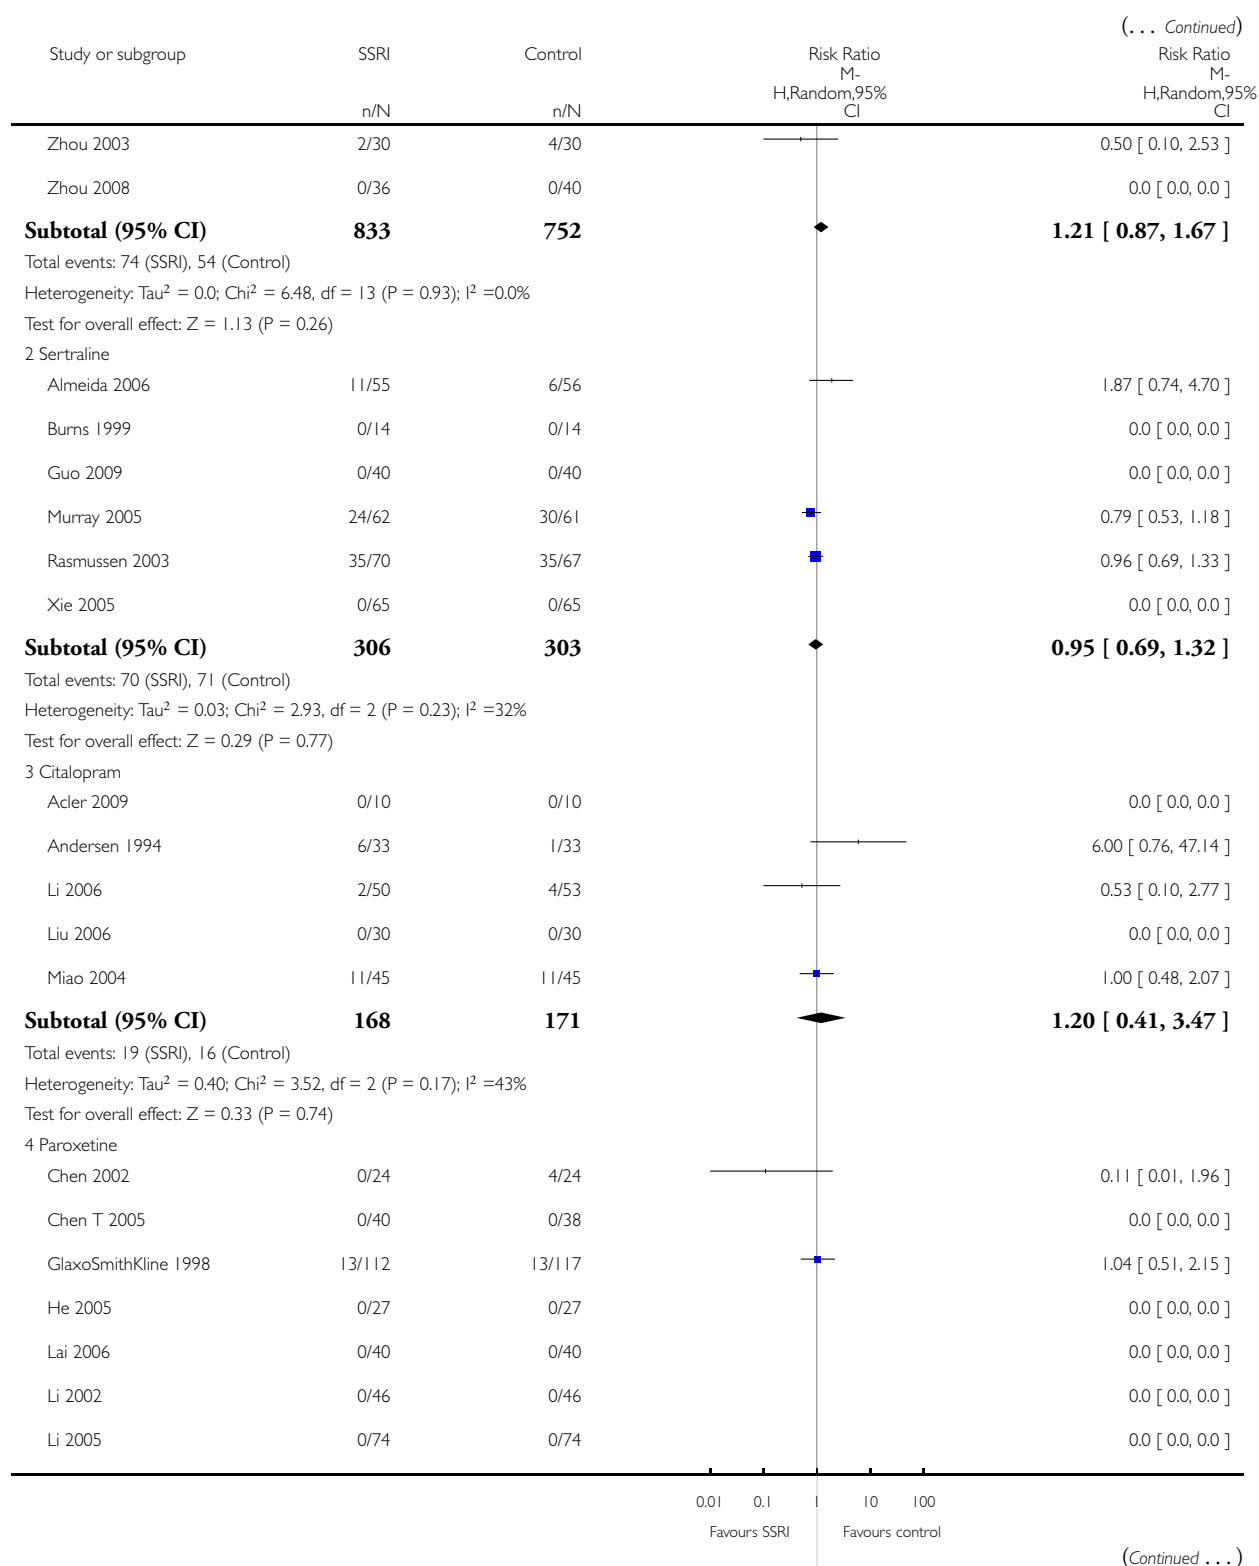 (... Continued)
Study or subgroup SSRI Control Risk Ratio Risk Ratio
M- M-
H,Random,95% H,Random,95%
n/N n/N CI CI
Zhou 2003 2/30 4/30 0.50 [ 0.10, 2.53 ]
Zhou 2008 0/36 0/40 0.0 [ 0.0, 0.0 ]
Subtotal (95% CI) 833 752 1.21 [ 0.87, 1.67 ]
Total events: 74 (SSRI), 54 (Control)
Heterogeneity: Tau² = 0.0; Chi² = 6.48, df = 13 (P = 0.93); I² =0.0%
Test for overall effect: Z = 1.13 (P = 0.26)
2 Sertraline
Almeida 2006 11/55 6/56 1.87 [ 0.74, 4.70 ]
Burns 1999 0/14 0/14 0.0 [ 0.0, 0.0 ]
Guo 2009 0/40 0/40 0.0 [ 0.0, 0.0 ]
Murray 2005 24/62 30/61 0.79 [ 0.53, 1.18 ]
Rasmussen 2003 35/70 35/67 0.96 [ 0.69, 1.33 ]
Xie 2005 0/65 0/65 0.0 [ 0.0, 0.0 ]
Subtotal (95% CI) 306 303 0.95 [ 0.69, 1.32 ]
Total events: 70 (SSRI), 71 (Control)
Heterogeneity: Tau² = 0.03; Chi² = 2.93, df = 2 (P = 0.23); I² =32%
Test for overall effect: Z = 0.29 (P = 0.77)
3 Citalopram
Acler 2009 0/10 0/10 0.0 [ 0.0, 0.0 ]
Andersen 1994 6/33 1/33 6.00 [ 0.76, 47.14 ]
Li 2006 2/50 4/53 0.53 [ 0.10, 2.77 ]
Liu 2006 0/30 0/30 0.0 [ 0.0, 0.0 ]
Miao 2004 11/45 11/45 1.00 [ 0.48, 2.07 ]
Subtotal (95% CI) 168 171 1.20 [ 0.41, 3.47 ]
Total events: 19 (SSRI), 16 (Control)
Heterogeneity: Tau² = 0.40; Chi² = 3.52, df = 2 (P = 0.17); I² =43%
Test for overall effect: Z = 0.33 (P = 0.74)
4 Paroxetine
Chen 2002 0/24 4/24 0.11 [ 0.01, 1.96 ]
Chen T 2005 0/40 0/38 0.0 [ 0.0, 0.0 ]
GlaxoSmithKline 1998 13/112 13/117 1.04 [ 0.51, 2.15 ]
He 2005 0/27 0/27 0.0 [ 0.0, 0.0 ]
Lai 2006 0/40 0/40 0.0 [ 0.0, 0.0 ]
Li 2002 0/46 0/46 0.0 [ 0.0, 0.0 ]
Li 2005 0/74 0/74 0.0 [ 0.0, 0.0 ]
0.01 0.1 1 10 100
Favours SSRI Favours control
(Continued ...)